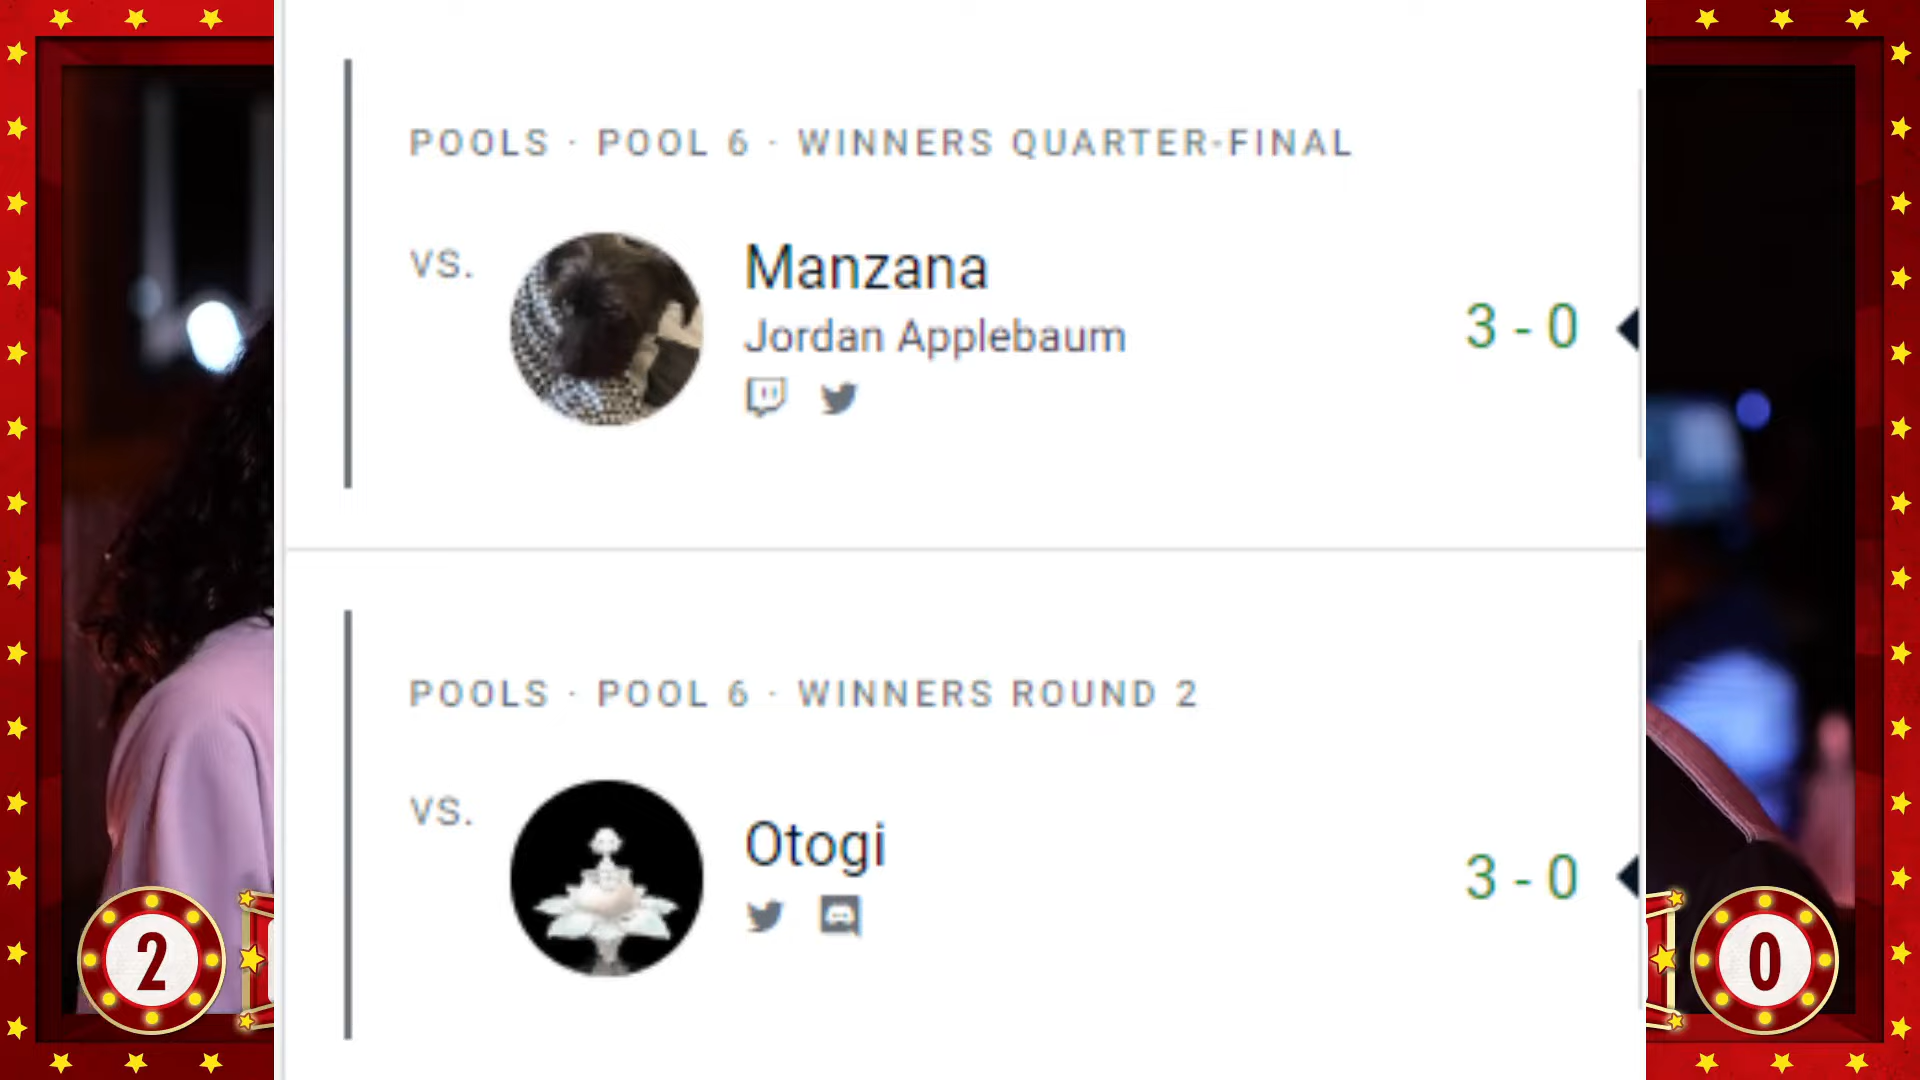 POOLS · POOL 6 · WINNERS QUARTER-FINAL
VS.
Manzana
Jordan Applebaum
3 - 0
POOLS · POOL 6 · WINNERS ROUND 2
VS.
Otogi
3 - 0
2
0